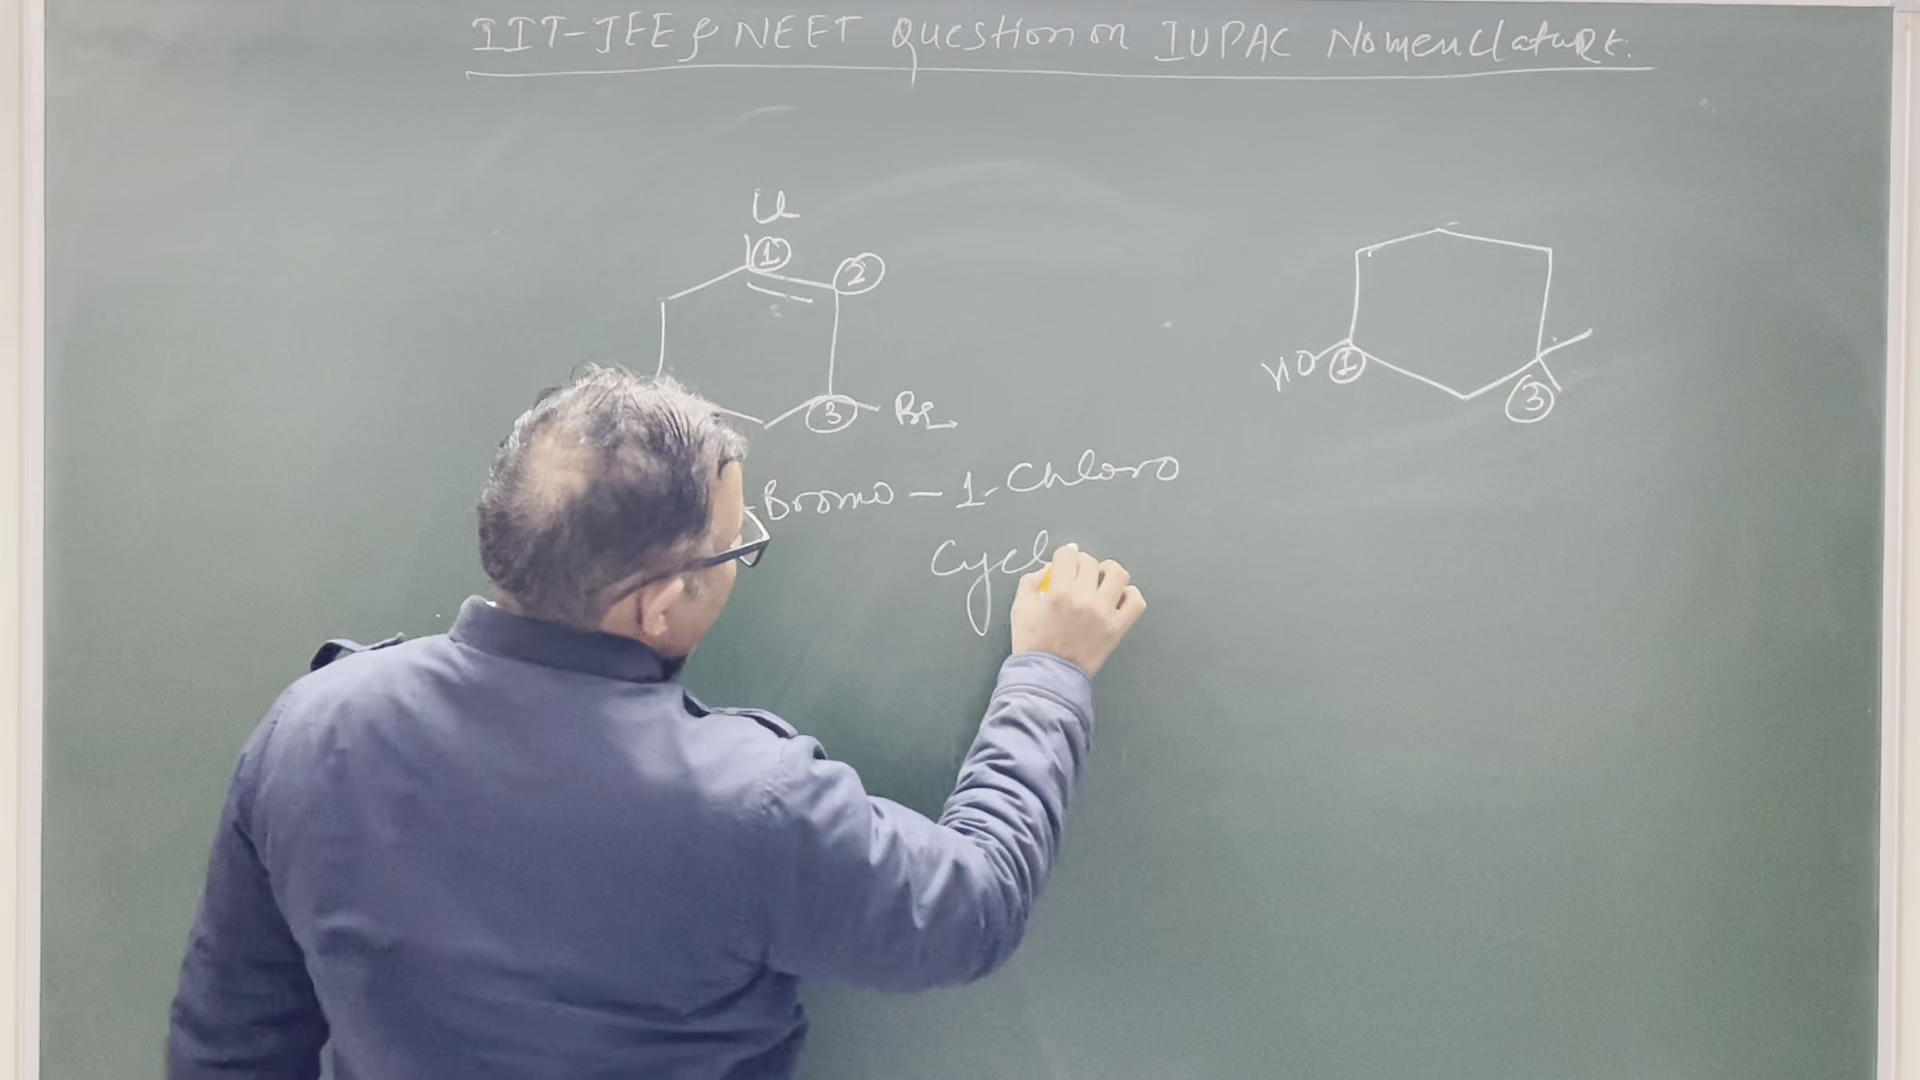 IIT-JEE & NEET Question on IUPAC Nomenclature.
Cl
1
2
3 Br
HO 1
3
-Bromo-1-Chloro
Cycl